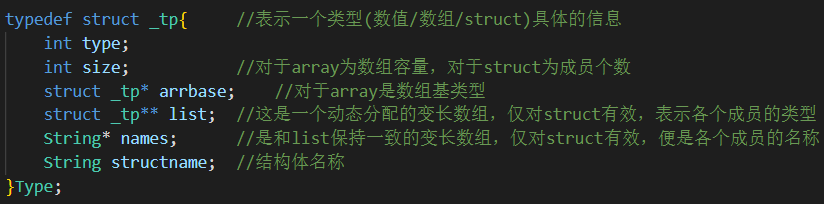 typedef struct _tp{     //表示一个类型(数值/数组/struct)具体的信息
    int type;
    int size;           //对于array为数组容量，对于struct为成员个数
    struct _tp* arrbase;    //对于array是数组基类型
    struct _tp** list;  //这是一个动态分配的变长数组，仅对struct有效，表示各个成员的类型
    String* names;      //是和list保持一致的变长数组，仅对struct有效，便是各个成员的名称
    String structname;  //结构体名称
}Type;